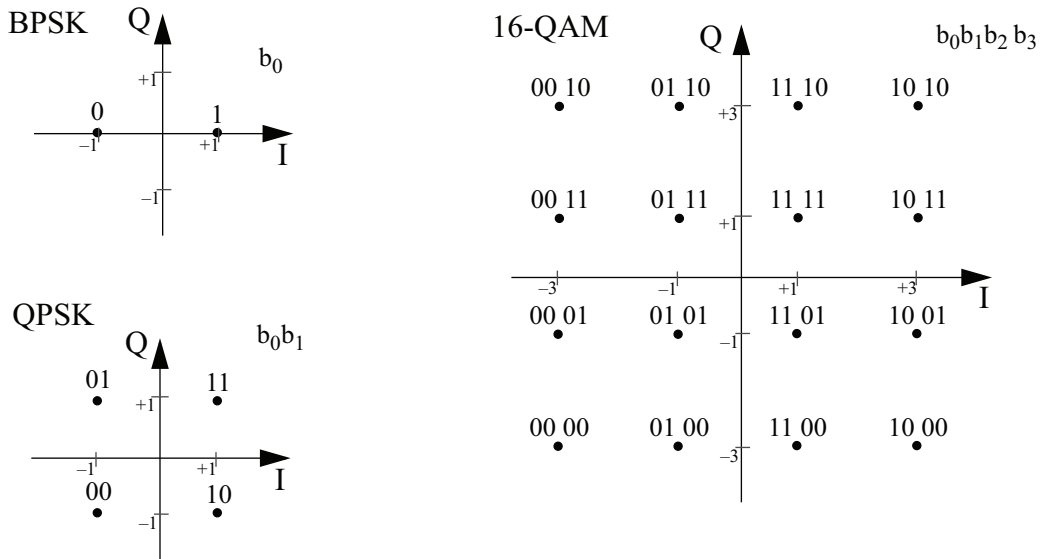 BPSK
Q
b0
+1
0 1
–1 +1
I
–1
QPSK
Q
b0b1
01 11
+1
–1 +1
I
00 10
–1
16-QAM
Q
b0b1b2 b3
00 10 01 10 11 10 10 10
+3
00 11 01 11 11 11 10 11
+1
–3 –1 +1 +3
I
00 01 01 01 11 01 10 01
–1
00 00 01 00 11 00 10 00
–3